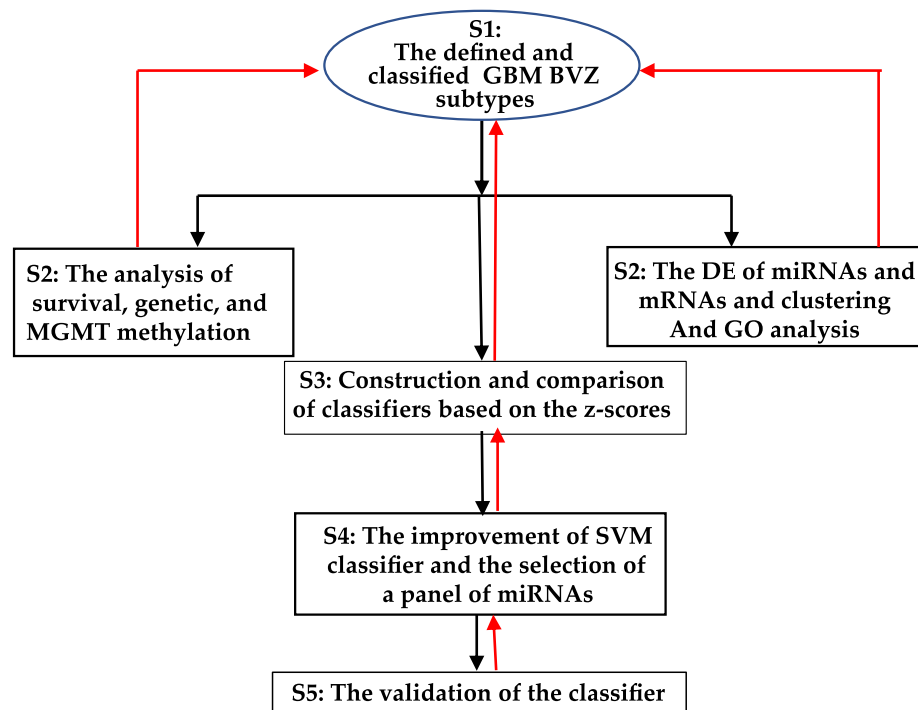 S1:
The defined and
classified GBM BVZ
subtypes
S2: The analysis of
survival, genetic, and
MGMT methylation
S2: The DE of miRNAs and
mRNAs and clustering
And GO analysis
S3: Construction and comparison
of classifiers based on the z-scores
S4: The improvement of SVM
classifier and the selection of
a panel of miRNAs
S5: The validation of the classifier